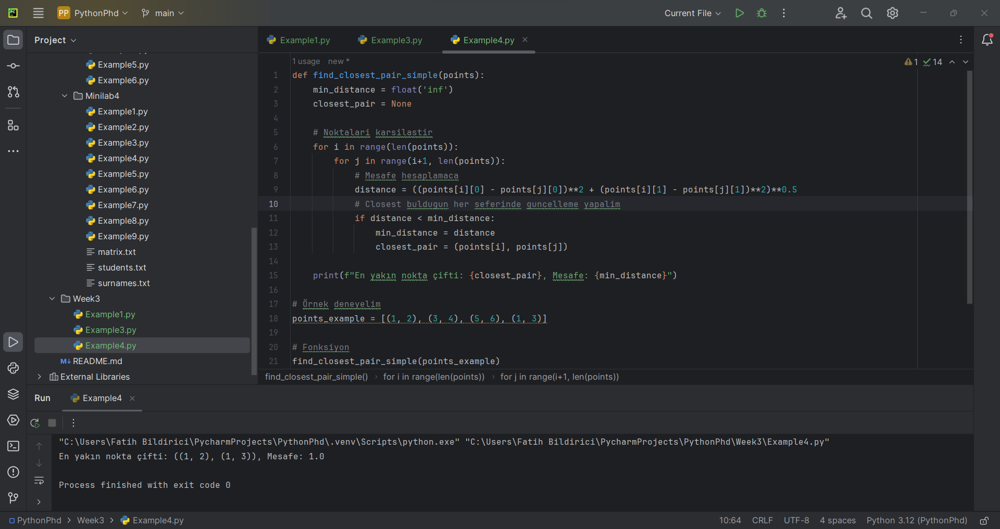 PC
PP PythonPhd
main
Current File
Project
Example5.py
Example6.py
Minilab4
Example1.py
Example2.py
Example3.py
Example4.py
Example5.py
Example6.py
Example7.py
Example8.py
Example9.py
matrix.txt
students.txt
surnames.txt
Week3
Example1.py
Example3.py
Example4.py
M↓ README.md
External Libraries
Example1.py Example3.py Example4.py
1 usage new *
1 14
1 def find_closest_pair_simple(points):
2 min_distance = float('inf')
3 closest_pair = None
4
5 # Noktalari karsilastir
6 for i in range(len(points)):
7 for j in range(i+1, len(points)):
8 # Mesafe hesaplamaca
9 distance = ((points[i][0] - points[j][0])**2 + (points[i][1] - points[j][1])**2)**0.5
10 # Closest buldugun her seferinde guncelleme yapalim
11 if distance < min_distance:
12 min_distance = distance
13 closest_pair = (points[i], points[j])
14
15 print(f"En yakın nokta çifti: {closest_pair}, Mesafe: {min_distance}")
16
17 # Örnek deneyelim
18 points_example = [(1, 2), (3, 4), (5, 6), (1, 3)]
19
20 # Fonksiyon
21 find_closest_pair_simple(points_example)
find_closest_pair_simple() › for i in range(len(points)) › for j in range(i+1, len(points))
Run Example4
"C:\Users\Fatih Bildirici\PycharmProjects\PythonPhd\.venv\Scripts\python.exe" "C:\Users\Fatih Bildirici\PycharmProjects\PythonPhd\Week3\Example4.py"
En yakın nokta çifti: ((1, 2), (1, 3)), Mesafe: 1.0
Process finished with exit code 0
PythonPhd > Week3 > Example4.py
10:64 CRLF UTF-8 4 spaces Python 3.12 (PythonPhd)